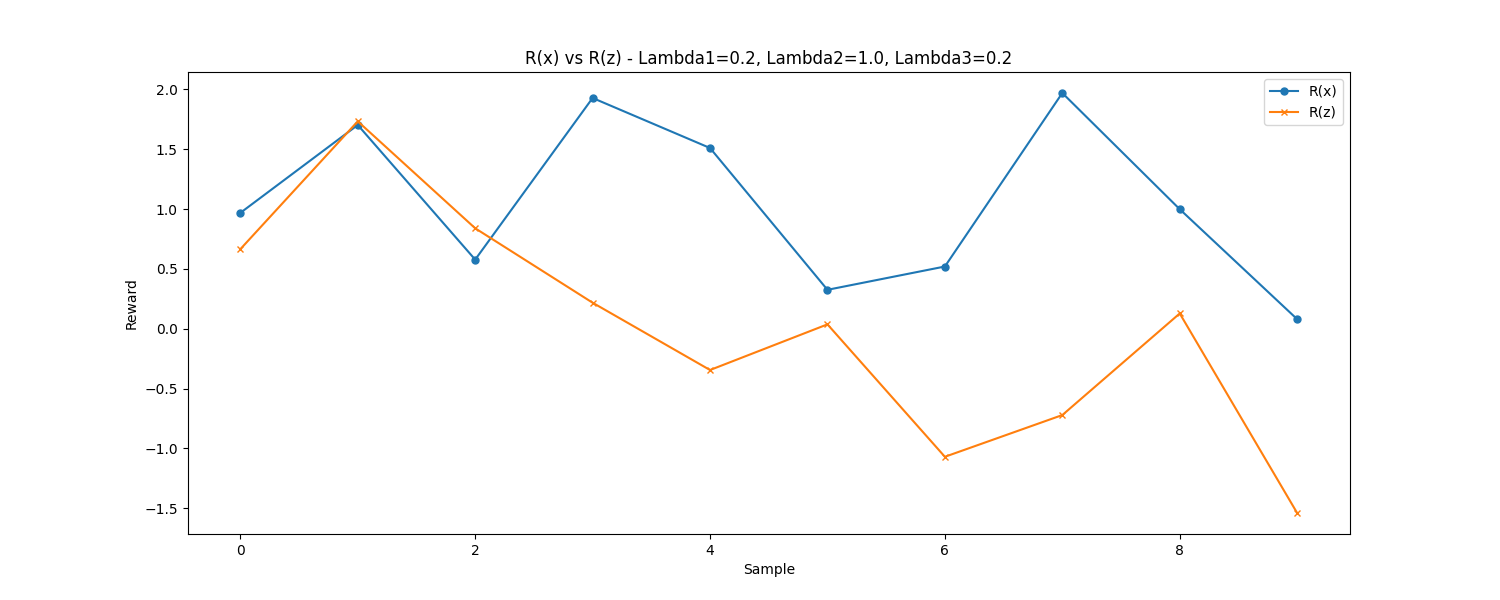 R(x) vs R(z) - Lambda1=0.2, Lambda2=1.0, Lambda3=0.2
R(x)
R(z)
Reward
2.0
1.5
1.0
0.5
0.0
−0.5
−1.0
−1.5
0 2 4 6 8
Sample